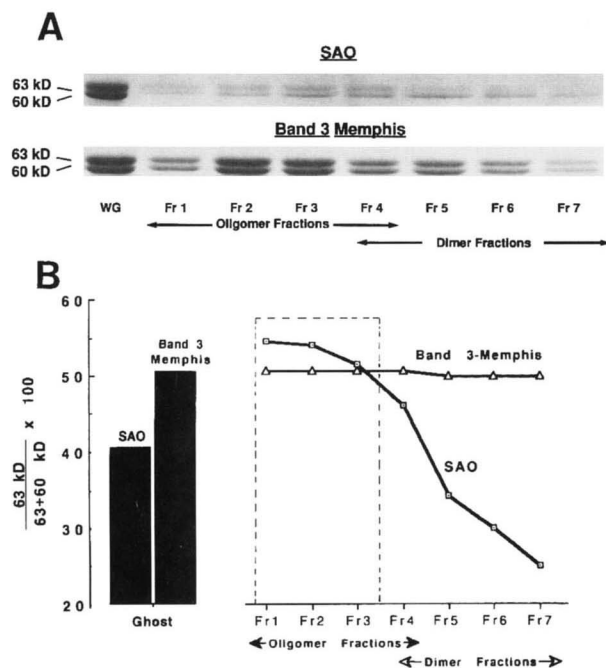 A
SAO
63 kD
60 kD
Band 3 Memphis
63 kD
60 kD
WG Fr 1 Fr 2 Fr 3 Fr 4 Fr 5 Fr 6 Fr 7
Oligomer Fractions
Dimer Fractions
B
60
50
40
30
20
63 kD
63+60 kD
x 100
Band 3
Memphis
SAO
Ghost
Band 3-Memphis
SAO
Fr1 Fr2 Fr3 Fr4 Fr5 Fr6 Fr7
Oligomer Fractions
Dimer Fractions